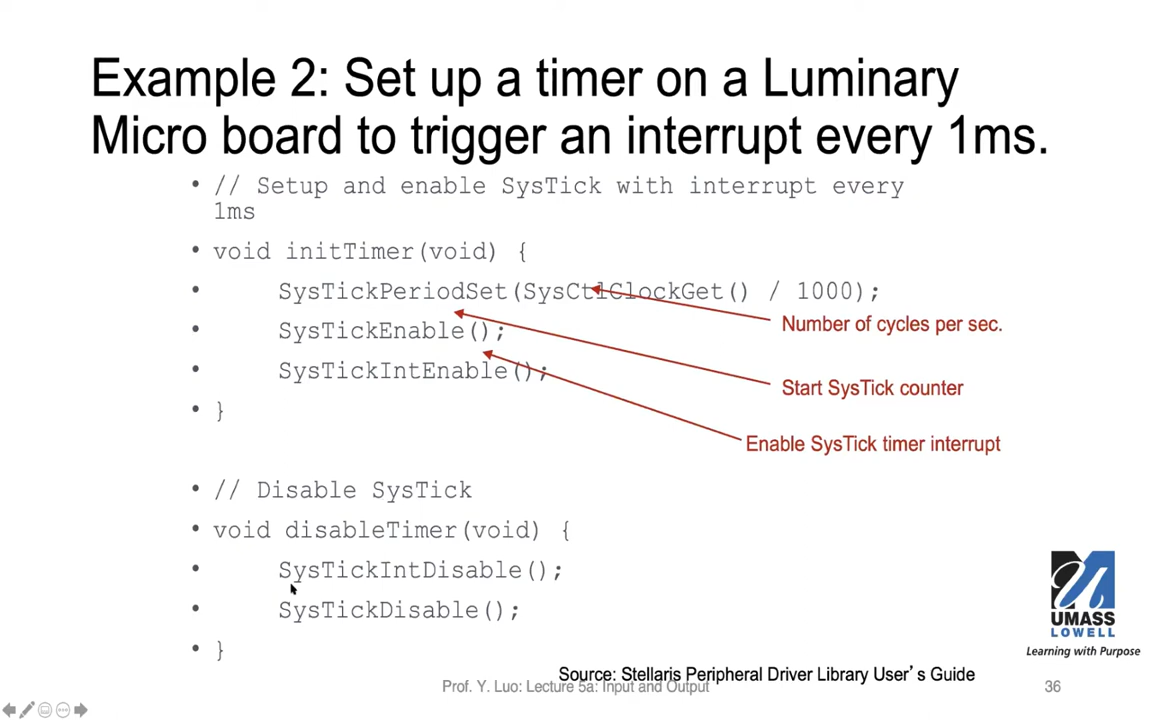 Example 2: Set up a timer on a Luminary
Micro board to trigger an interrupt every 1ms.
• // Setup and enable SysTick with interrupt every
1ms
• void initTimer(void) {
• SysTickPeriodSet(SysCtlClockGet() / 1000);
Number of cycles per sec.
• SysTickEnable();
• SysTickIntEnable();
Start SysTick counter
• }
Enable SysTick timer interrupt
• // Disable SysTick
• void disableTimer(void) {
• SysTickIntDisable();
• SysTickDisable();
• }
UMASS
LOWELL
Learning with Purpose
Source: Stellaris Peripheral Driver Library User's Guide
Prof. Y. Luo: Lecture 5a: Input and Output
36